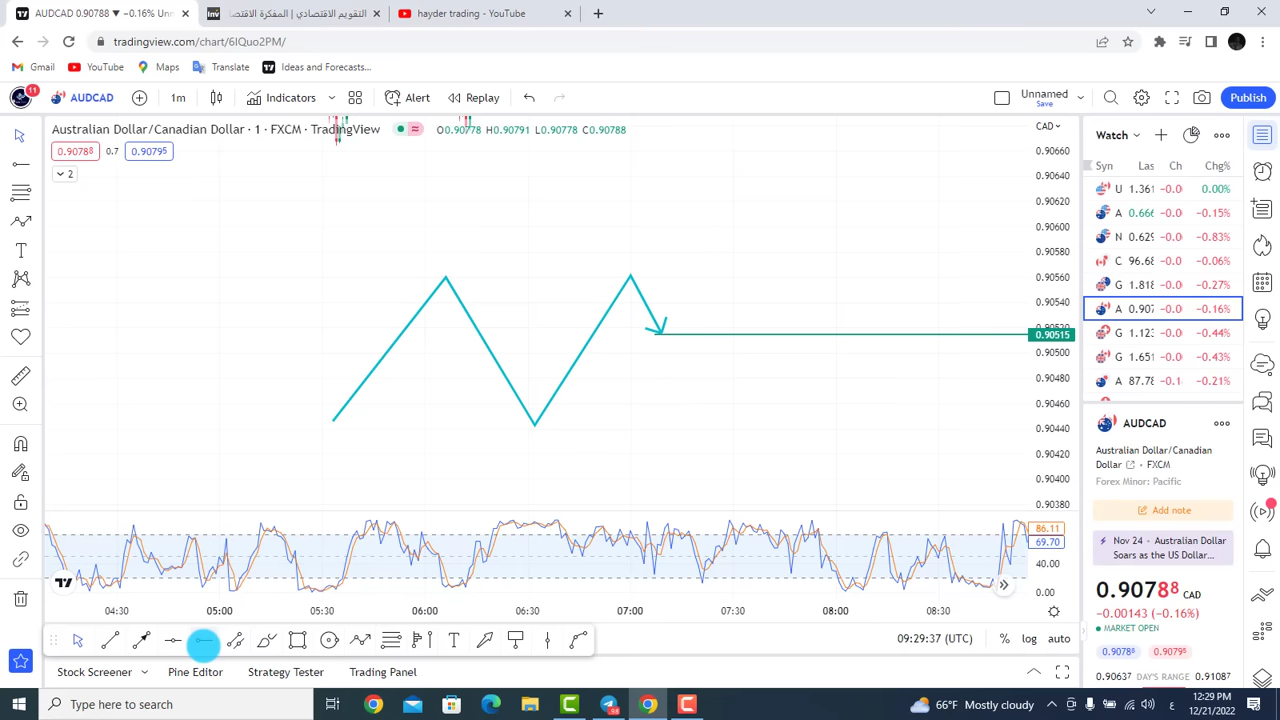 AUDCAD 0.90788 ▼ −0.16% Unna
التقويم الاقتصادي | المفكرة الاقتصا
hayder trading - YouTube
tradingview.com/chart/6IQuo2PM/
Gmail
YouTube
Maps
Translate
Ideas and Forecasts...
11
AUDCAD
1m
Indicators
Alert
Replay
Unnamed
Save
Publish
Australian Dollar/Canadian Dollar · 1 · FXCM · TradingView
O0.90778 H0.90791 L0.90778 C0.90788
0.90788
0.7
0.90795
2
CAD
0.90660
0.90640
0.90620
0.90600
0.90580
0.90560
0.90540
0.90520
0.90515
0.90500
0.90480
0.90460
0.90440
0.90420
0.90400
0.90380
86.11
69.70
40.00
0.00
04:30
05:00
05:30
06:00
06:30
07:00
07:30
08:00
08:30
09:29:37 (UTC)
%
log
auto
Stock Screener
Pine Editor
Strategy Tester
Trading Panel
Watch
Syn
Las
Ch
Chg%
U 1.361 −0.0 0.00%
A 0.666 −0.0 −0.15%
N 0.629 −0.0 −0.83%
C 96.68 −0.0 −0.06%
G 1.818 −0.0 −0.27%
A 0.907 −0.0 −0.16%
G 1.123 −0.0 −0.44%
G 1.651 −0.0 −0.43%
A 87.78 −0.1 −0.21%
AUDCAD
Australian Dollar/Canadian
Dollar
FXCM
Forex Minor: Pacific
Add note
Nov 24 • Australian Dollar
Soars as the US Dollar...
0.90788 CAD
−0.00143 (−0.16%)
MARKET OPEN
0.90788
0.90795
0.90637 DAY'S RANGE 0.91087
Type here to search
66°F Mostly cloudy
ع
12:29 PM
12/21/2022